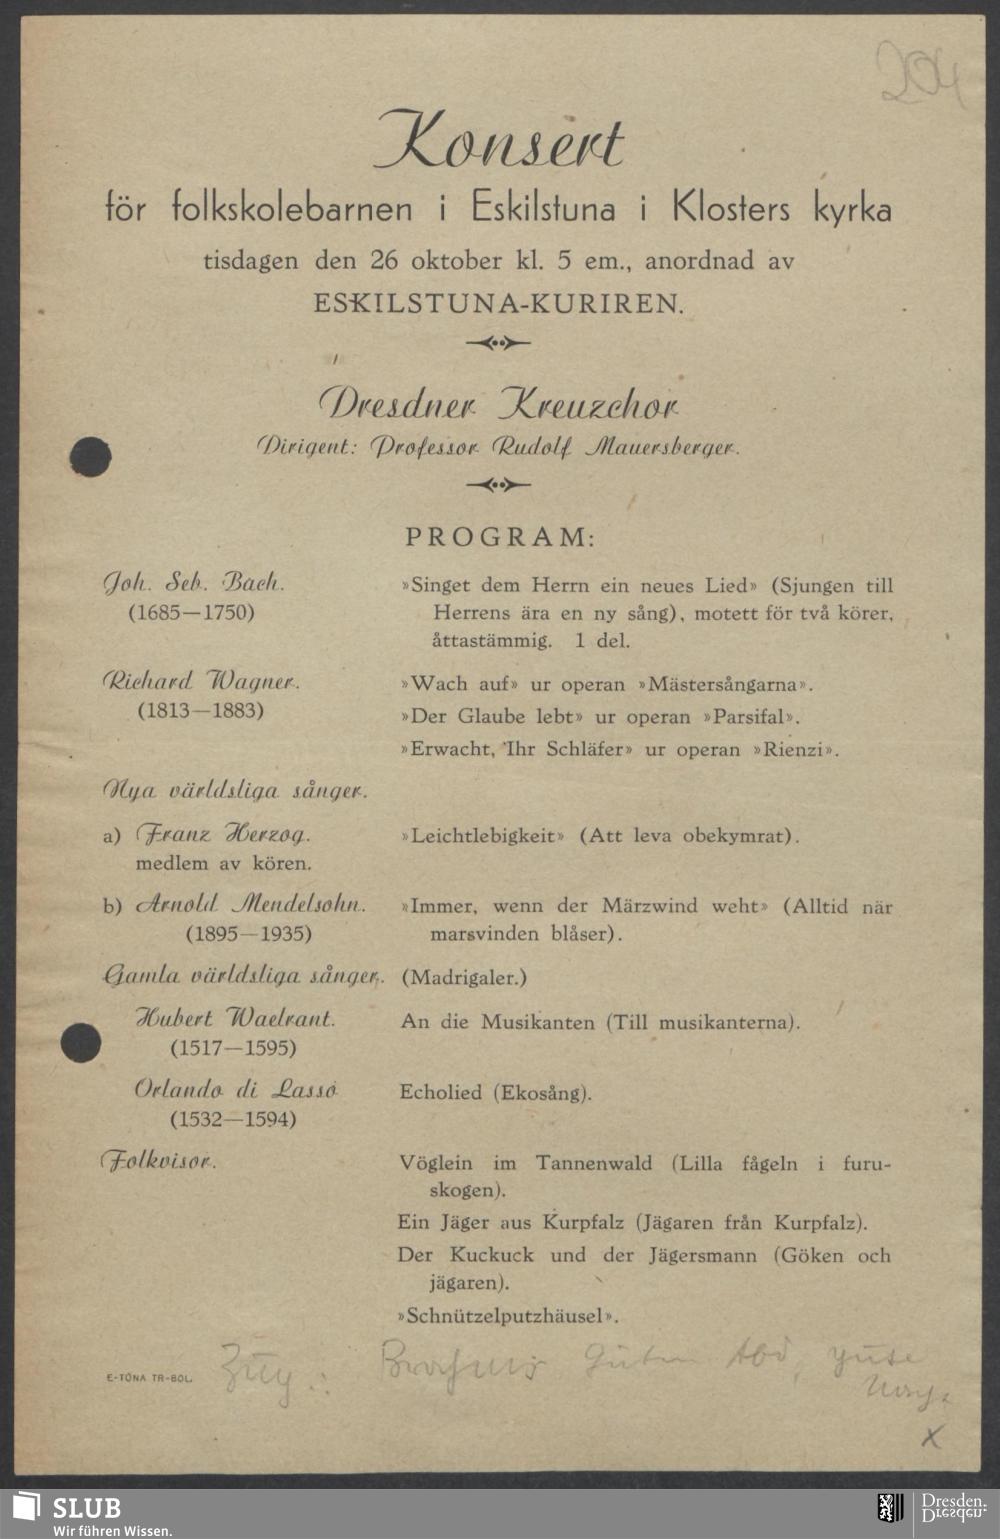 204
Konsert
för folkskolebarnen i Eskilstuna i Klosters kyrka
tisdagen den 26 oktober kl. 5 em., anordnad av
ESKILSTUNA-KURIREN.
Dresdner Kreuzchor
Dirigent: Professor Rudolf Mauersberger.
PROGRAM:
Joh. Seb. Bach. »Singet dem Herrn ein neues Lied» (Sjungen till
(1685—1750) Herrens ära en ny sång), motett för två körer,
åttastämmig. 1 del.
Richard Wagner. »Wach auf» ur operan »Mästersångarna».
(1813—1883) »Der Glaube lebt» ur operan »Parsifal».
»Erwacht, Ihr Schläfer» ur operan »Rienzi».
Nya världsliga sånger.
a) Franz Herzog. »Leichtlebigkeit» (Att leva obekymrat).
medlem av kören.
b) Arnold Mendelsohn. »Immer, wenn der Märzwind weht» (Alltid när
(1895—1935) marsvinden blåser).
Gamla världsliga sånger. (Madrigaler.)
Hubert Waelrant. An die Musikanten (Till musikanterna).
(1517—1595)
Orlando di Lasso Echolied (Ekosång).
(1532—1594)
Folkvisor. Vöglein im Tannenwald (Lilla fågeln i furu-
skogen).
Ein Jäger aus Kurpfalz (Jägaren från Kurpfalz).
Der Kuckuck und der Jägersmann (Göken och
jägaren).
»Schnützelputzhäusel».
Zug.: Brahms Guten Abd, gute
E-TUNA TR-BOL.
x
SLUB
Wir führen Wissen.
Dresden.